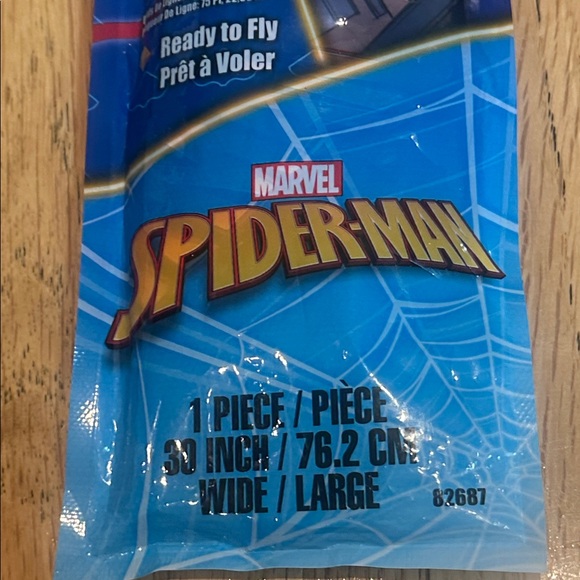 Ready to Fly
Prêt à Voler
MARVEL
SPIDER-MAN
1 PIECE / PIÈCE
30 INCH / 76.2 CM
WIDE / LARGE
82687